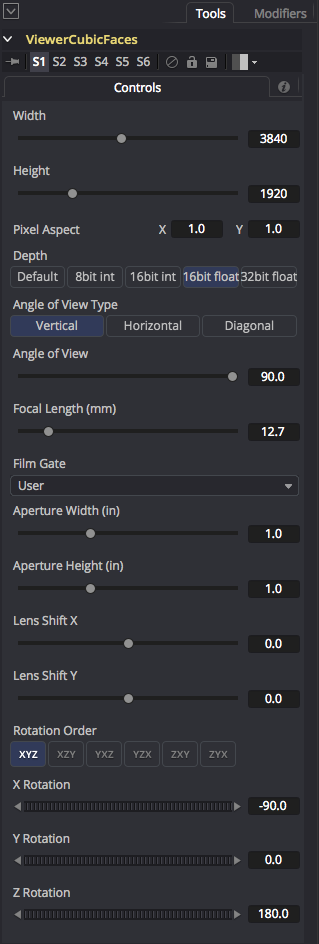 Tools Modifiers
ViewerCubicFaces
S1 S2 S3 S4 S5 S6
Controls
Width
3840
Height
1920
Pixel Aspect X 1.0 Y 1.0
Depth
Default 8bit int 16bit int 16bit float 32bit float
Angle of View Type
Vertical Horizontal Diagonal
Angle of View
90.0
Focal Length (mm)
12.7
Film Gate
User
Aperture Width (in)
1.0
Aperture Height (in)
1.0
Lens Shift X
0.0
Lens Shift Y
0.0
Rotation Order
XYZ XZY YXZ YZX ZXY ZYX
X Rotation
-90.0
Y Rotation
0.0
Z Rotation
180.0